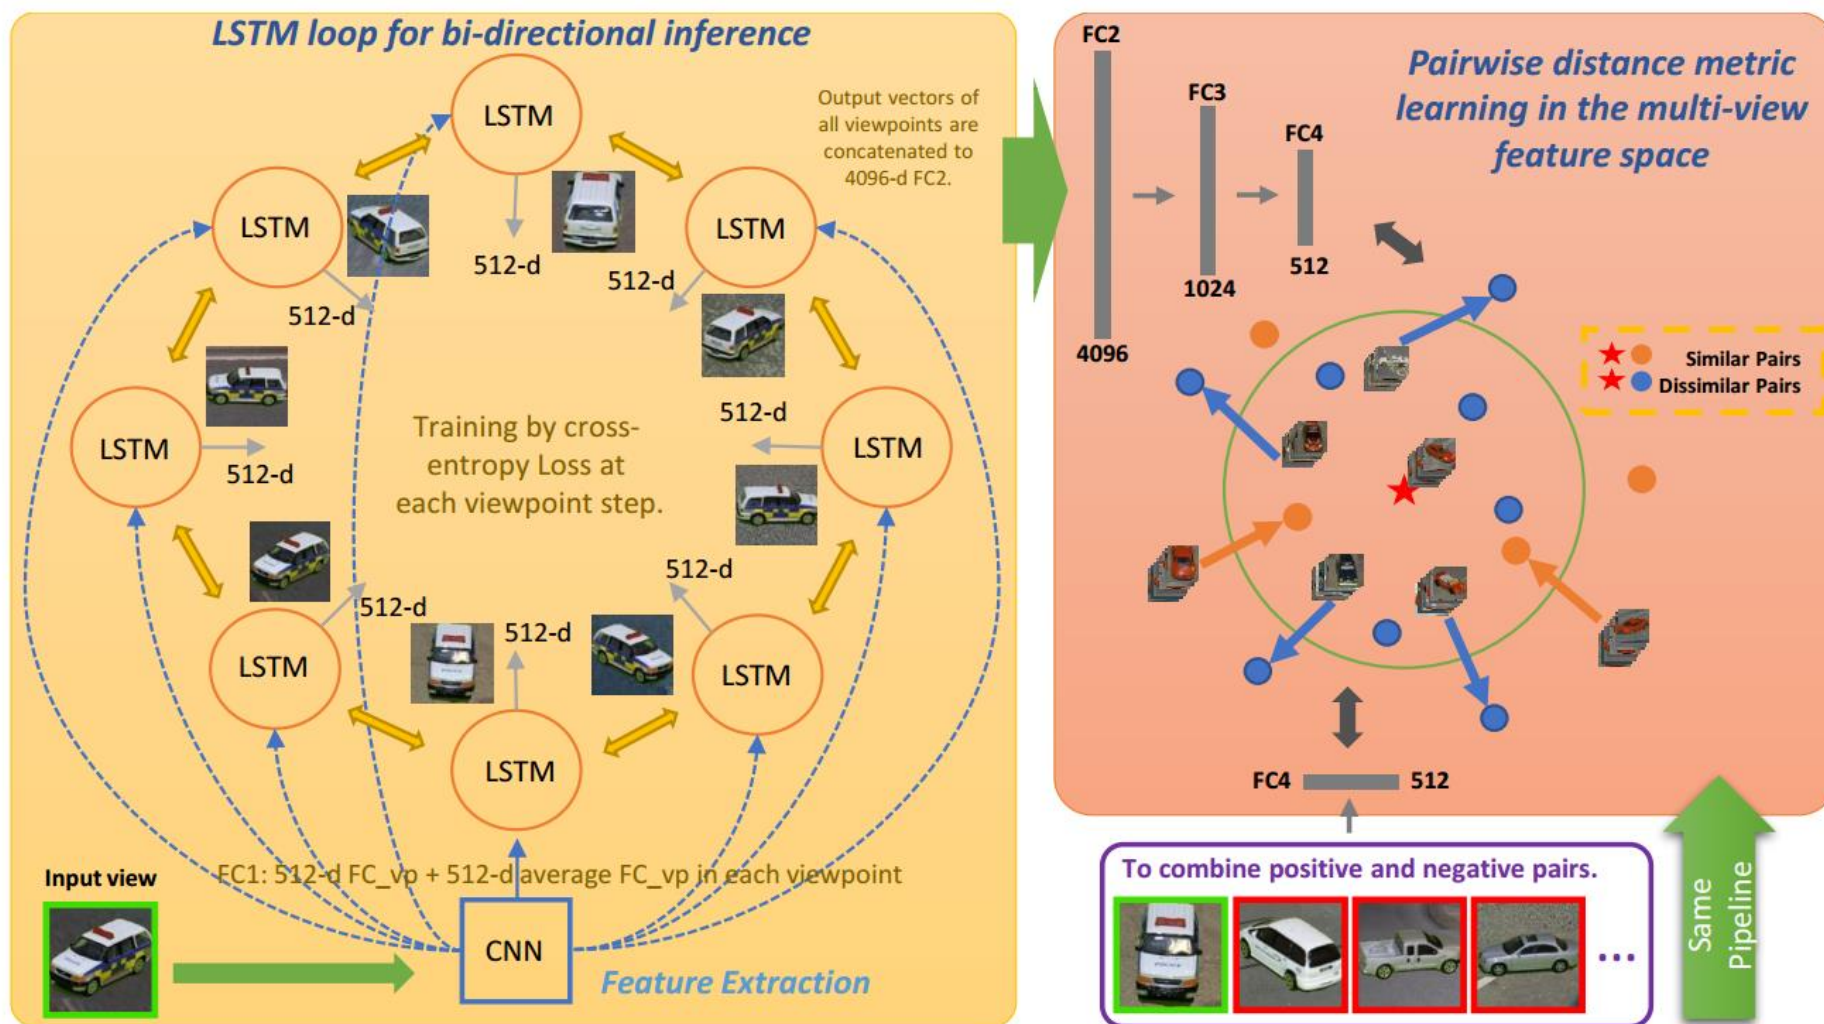 LSTM loop for bi-directional inference
LSTM
Output vectors of
all viewpoints are
concatenated to
4096-d FC2.
LSTM
LSTM
512-d
512-d
512-d
LSTM
LSTM
512-d
512-d
Training by cross-
entropy Loss at
each viewpoint step.
512-d
512-d
512-d
LSTM
LSTM
LSTM
FC1: 512-d FC_vp + 512-d average FC_vp in each viewpoint
Input view
CNN
Feature Extraction
FC2
4096
FC3
1024
FC4
512
Pairwise distance metric
learning in the multi-view
feature space
Similar Pairs
Dissimilar Pairs
FC4
512
To combine positive and negative pairs.
...
Same
Pipeline